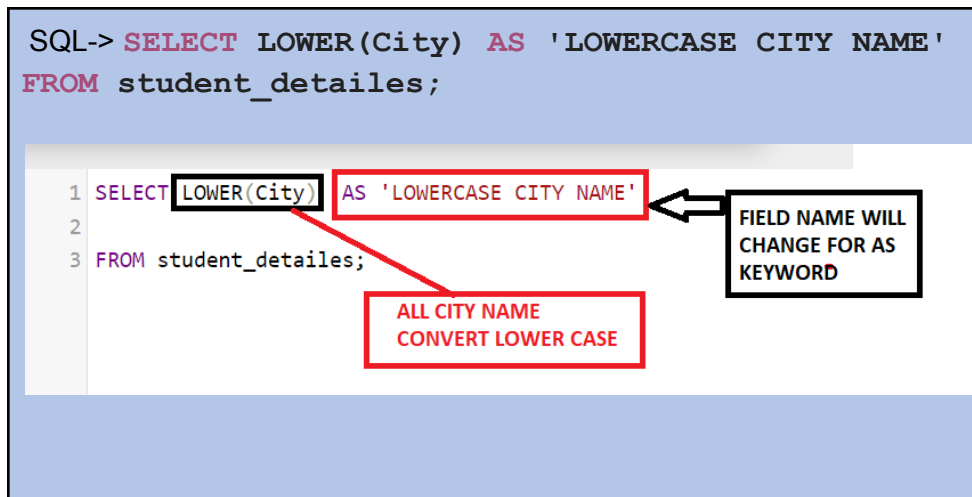 SQL-> SELECT LOWER(City) AS 'LOWERCASE CITY NAME'
FROM student_detailes;
1 SELECT LOWER(City) AS 'LOWERCASE CITY NAME'
2
3 FROM student_detailes;
FIELD NAME WILL
CHANGE FOR AS
KEYWORD
ALL CITY NAME
CONVERT LOWER CASE